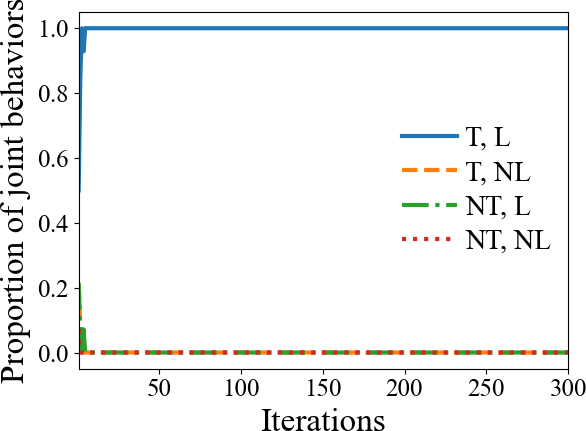 Proportion of joint behaviors
1.0
0.8
0.6
0.4
0.2
0.0
T, L
T, NL
NT, L
NT, NL
50 100 150 200 250 300
Iterations